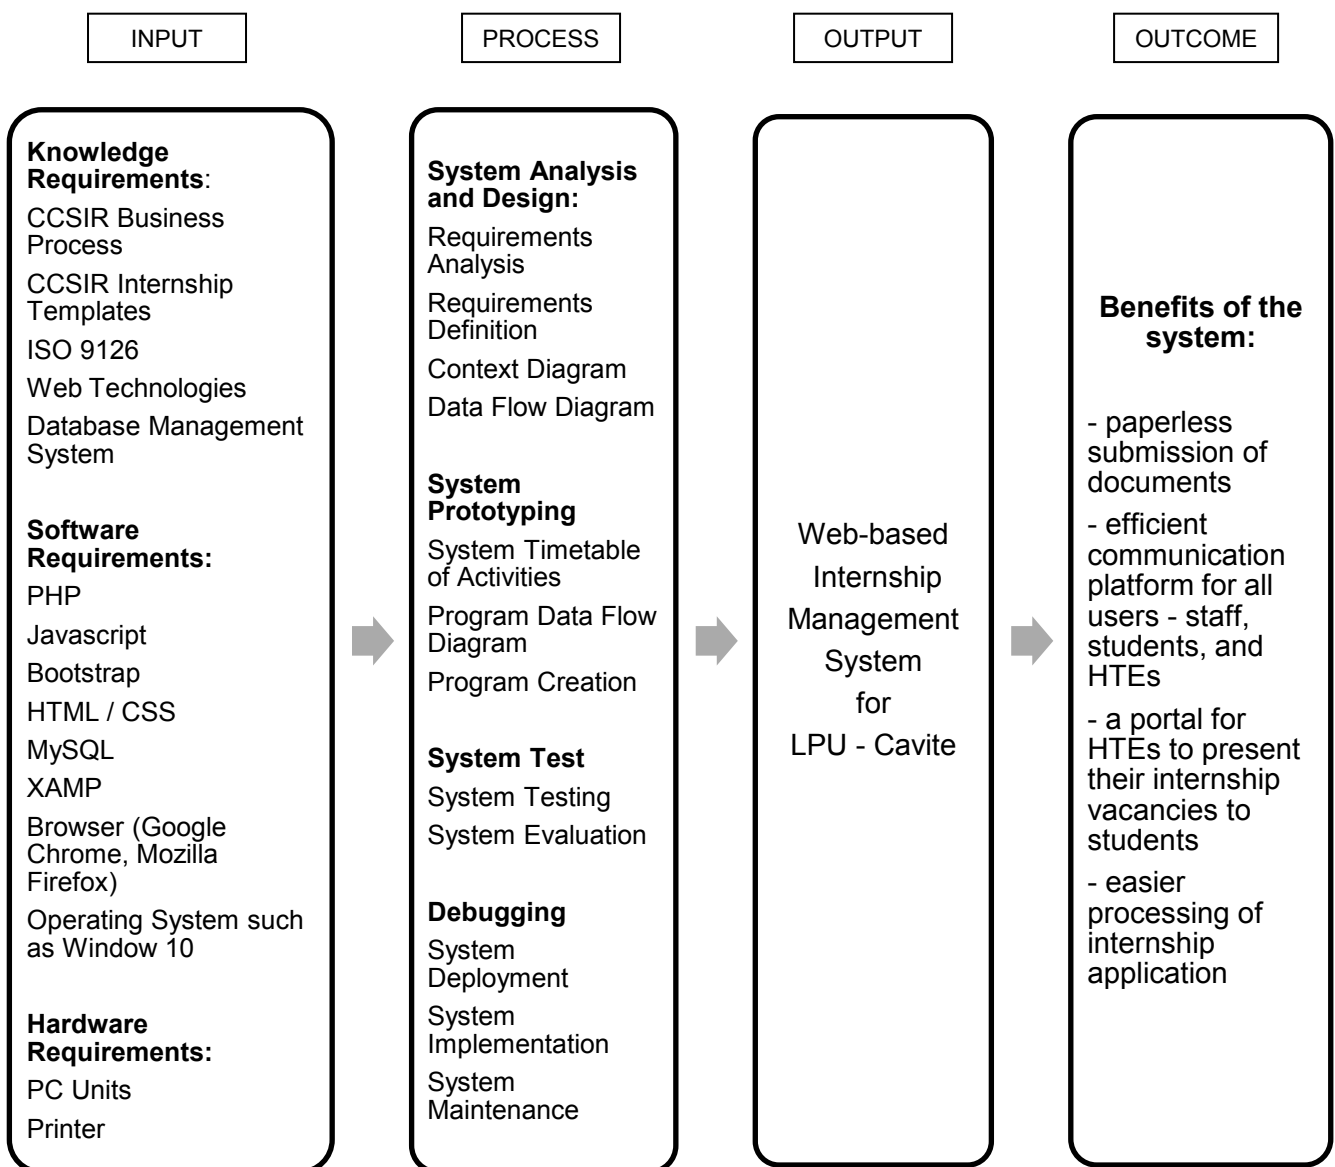 INPUT
PROCESS
OUTPUT
OUTCOME
Knowledge
Requirements:
CCSIR Business
Process
CCSIR Internship
Templates
ISO 9126
Web Technologies
Database Management
System
Software
Requirements:
PHP
Javascript
Bootstrap
HTML / CSS
MySQL
XAMP
Browser (Google
Chrome, Mozilla
Firefox)
Operating System such
as Window 10
Hardware
Requirements:
PC Units
Printer
System Analysis
and Design:
Requirements
Analysis
Requirements
Definition
Context Diagram
Data Flow Diagram
System
Prototyping
System Timetable
of Activities
Program Data Flow
Diagram
Program Creation
System Test
System Testing
System Evaluation
Debugging
System
Deployment
System
Implementation
System
Maintenance
Web-based
Internship
Management
System
for
LPU - Cavite
Benefits of the
system:
- paperless
submission of
documents
- efficient
communication
platform for all
users - staff,
students, and
HTEs
- a portal for
HTEs to present
their internship
vacancies to
students
- easier
processing of
internship
application